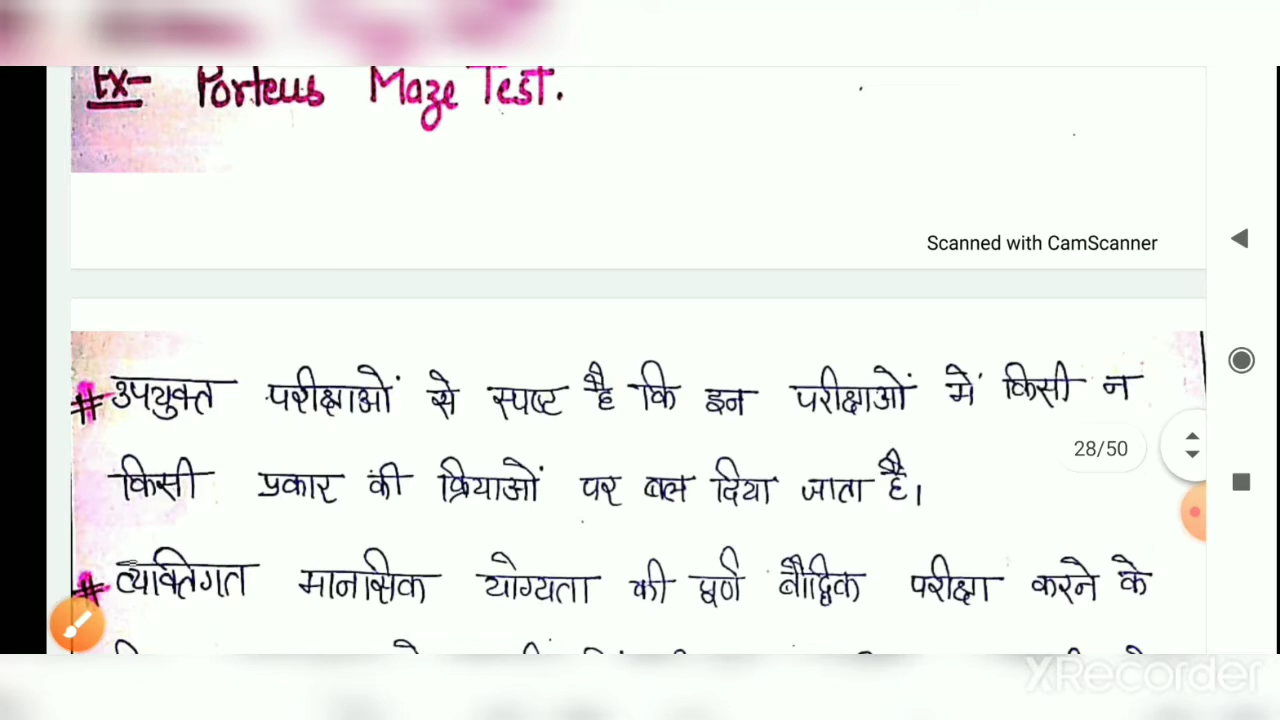 Ex- Porteus Maze Test.
Scanned with CamScanner
# उपयुक्त परीक्षाओं से स्पष्ट है कि इन परीक्षाओं में किसी न
28/50
किसी प्रकार की क्रियाओं पर बल दिया जाता है।
# व्यक्तिगत मानसिक योग्यता की पूर्ण बौद्धिक परीक्षा करने के
XRecorder